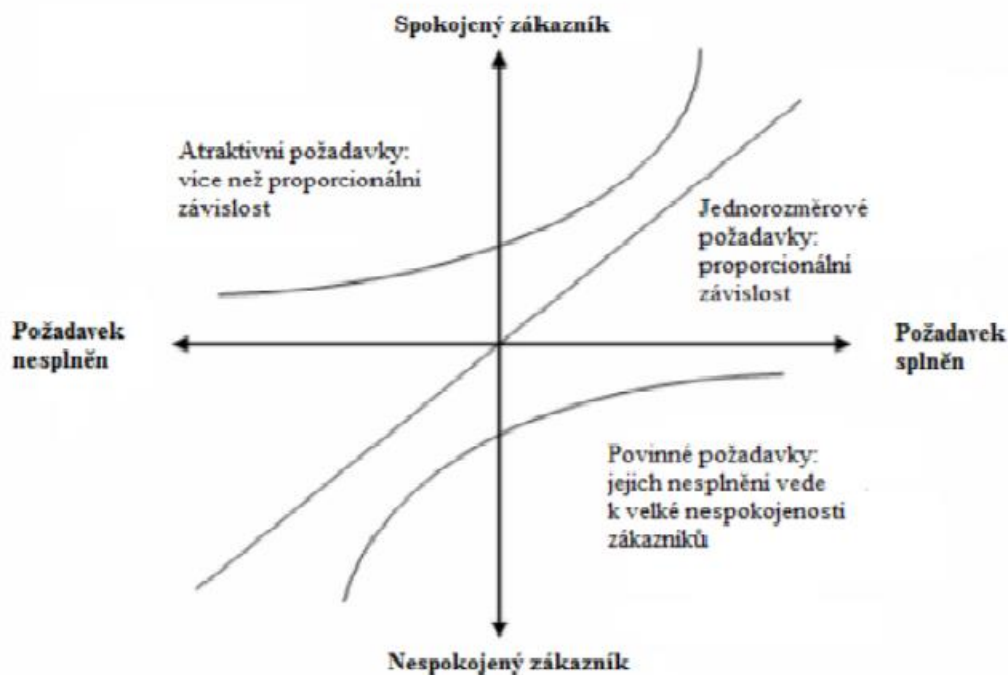 Spokojený zákazník
Atraktivní požadavky:
více než proporcionální
závislost
Jednorozměrové
požadavky:
proporcionální
závislost
Požadavek
nesplněn
Požadavek
splněn
Povinné požadavky:
jejich nesplnění vede
k velké nespokojenosti
zákazníků
Nespokojený zákazník